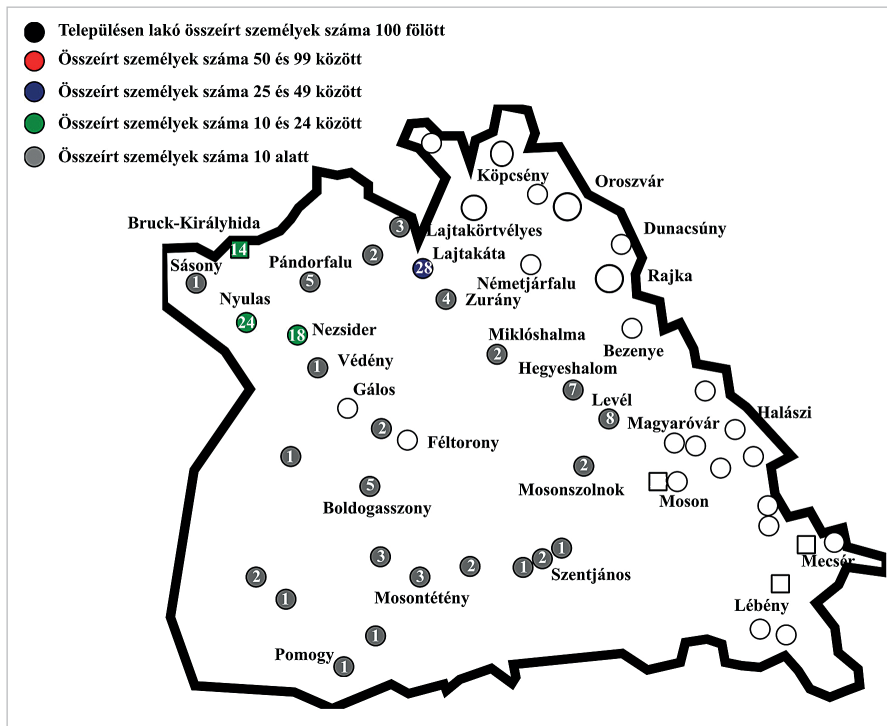 Településen lakó összeírt személyek száma 100 fölött
Összeírt személyek száma 50 és 99 között
Összeírt személyek száma 25 és 49 között
Összeírt személyek száma 10 és 24 között
Összeírt személyek száma 10 alatt
Köpcsény
Oroszvár
Bruck-Királyhida
14
3
Lajtakörtvélyes
Dunacsúny
Sásony
1
Pándorfalu
5
2
28
Lajtakáta
Németjárfalu
Rajka
Nyulas
24
4
Zurány
18
Nezsider
Miklóshalma
2
Bezenye
1
Védény
Hegyeshalom
7
Gálos
Levél
8
Halászi
2
Féltorony
Magyaróvár
1
2
Mosonszolnok
5
Boldogasszony
Moson
3
2
1
2
1
Szentjános
Mecsér
2
3
Mosontétény
1
Lébény
1
Pomogy
1